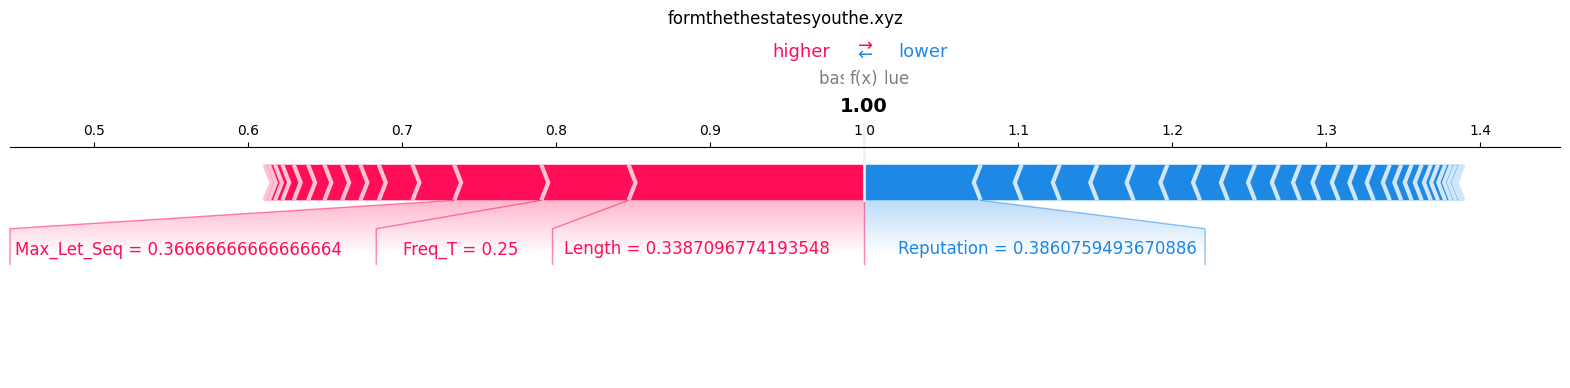 formthethestatesyouthe.xyz
higher ⇄ lower
f(x)
1.00
0.5 0.6 0.7 0.8 0.9 1.0 1.1 1.2 1.3 1.4
Max_Let_Seq = 0.36666666666666664 Freq_T = 0.25 Length = 0.3387096774193548 Reputation = 0.3860759493670886